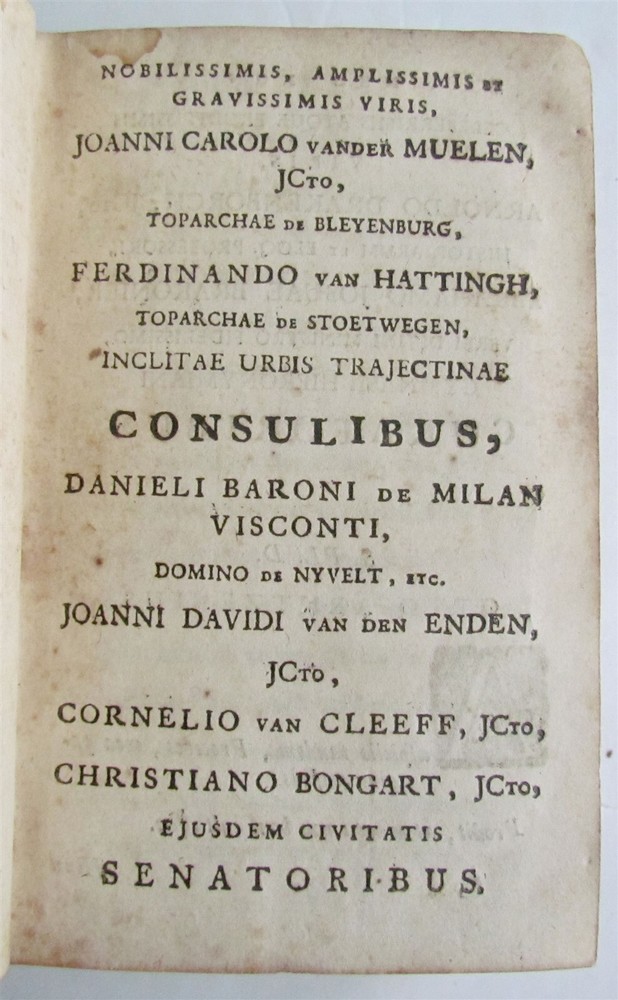 NOBILISSIMIS, AMPLISSIMIS ET
GRAVISSIMIS VIRIS,
JOANNI CAROLO VANDER MUELEN,
JCTO,
TOPARCHAE DE BLEYENBURG,
FERDINANDO VAN HATTINGH,
TOPARCHAE DE STOETWEGEN,
INCLITAE URBIS TRAJECTINAE
CONSULIBUS,
DANIELI BARONI DE MILAN
VISCONTI,
DOMINO DE NYVELT, ETC.
JOANNI DAVIDI VAN DEN ENDEN,
JCTO,
CORNELIO VAN CLEEFF, JCTO,
CHRISTIANO BONGART, JCTO,
EJUSDEM CIVITATIS
SENATORIBUS.